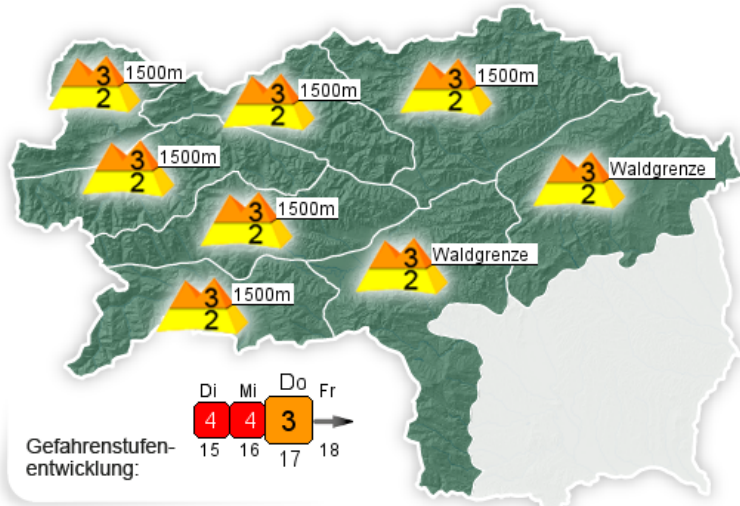 3 1500m
2
3 1500m
2
3 1500m
2
3 1500m
2
3 Waldgrenze
2
3 1500m
2
3 Waldgrenze
2
3 1500m
2
Di Mi Do Fr
4 4 3
15 16 17 18
Gefahrenstufen-
entwicklung: